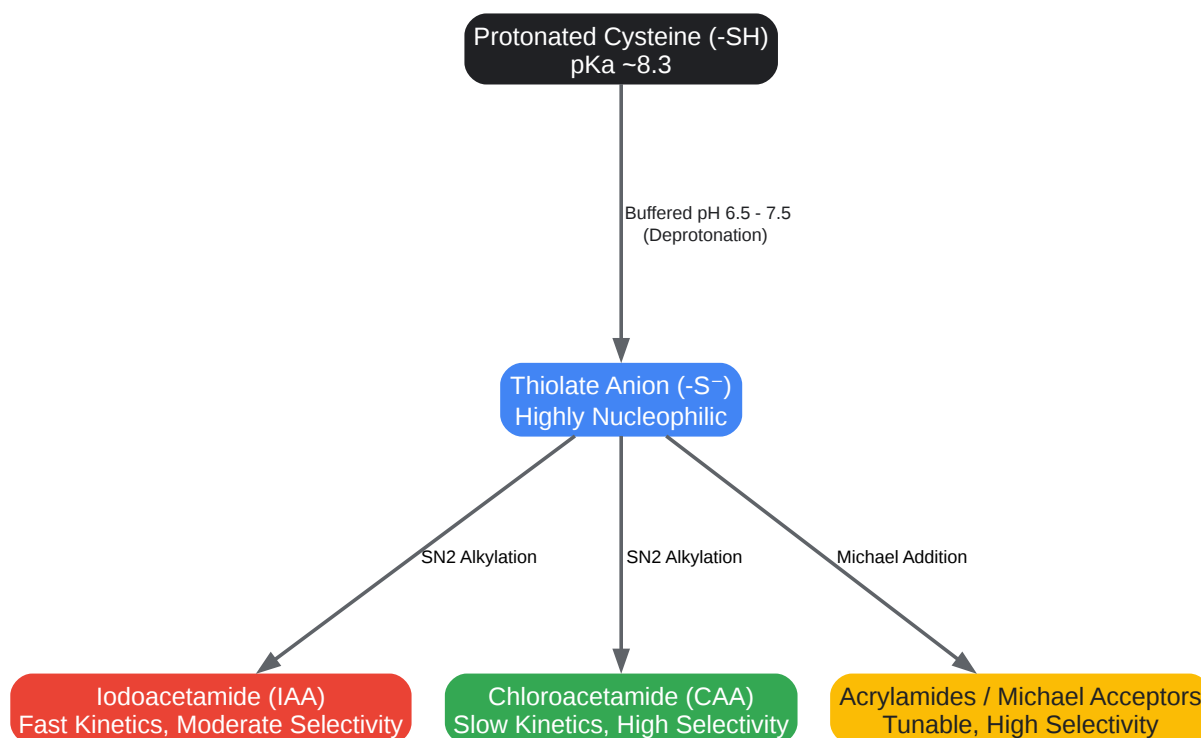 Protonated Cysteine (-SH)
pKa ~8.3
Buffered pH 6.5 - 7.5
(Deprotonation)
Thiolate Anion (-S⁻)
Highly Nucleophilic
SN2 Alkylation
SN2 Alkylation
Michael Addition
Iodoacetamide (IAA)
Fast Kinetics, Moderate Selectivity
Chloroacetamide (CAA)
Slow Kinetics, High Selectivity
Acrylamides / Michael Acceptors
Tunable, High Selectivity